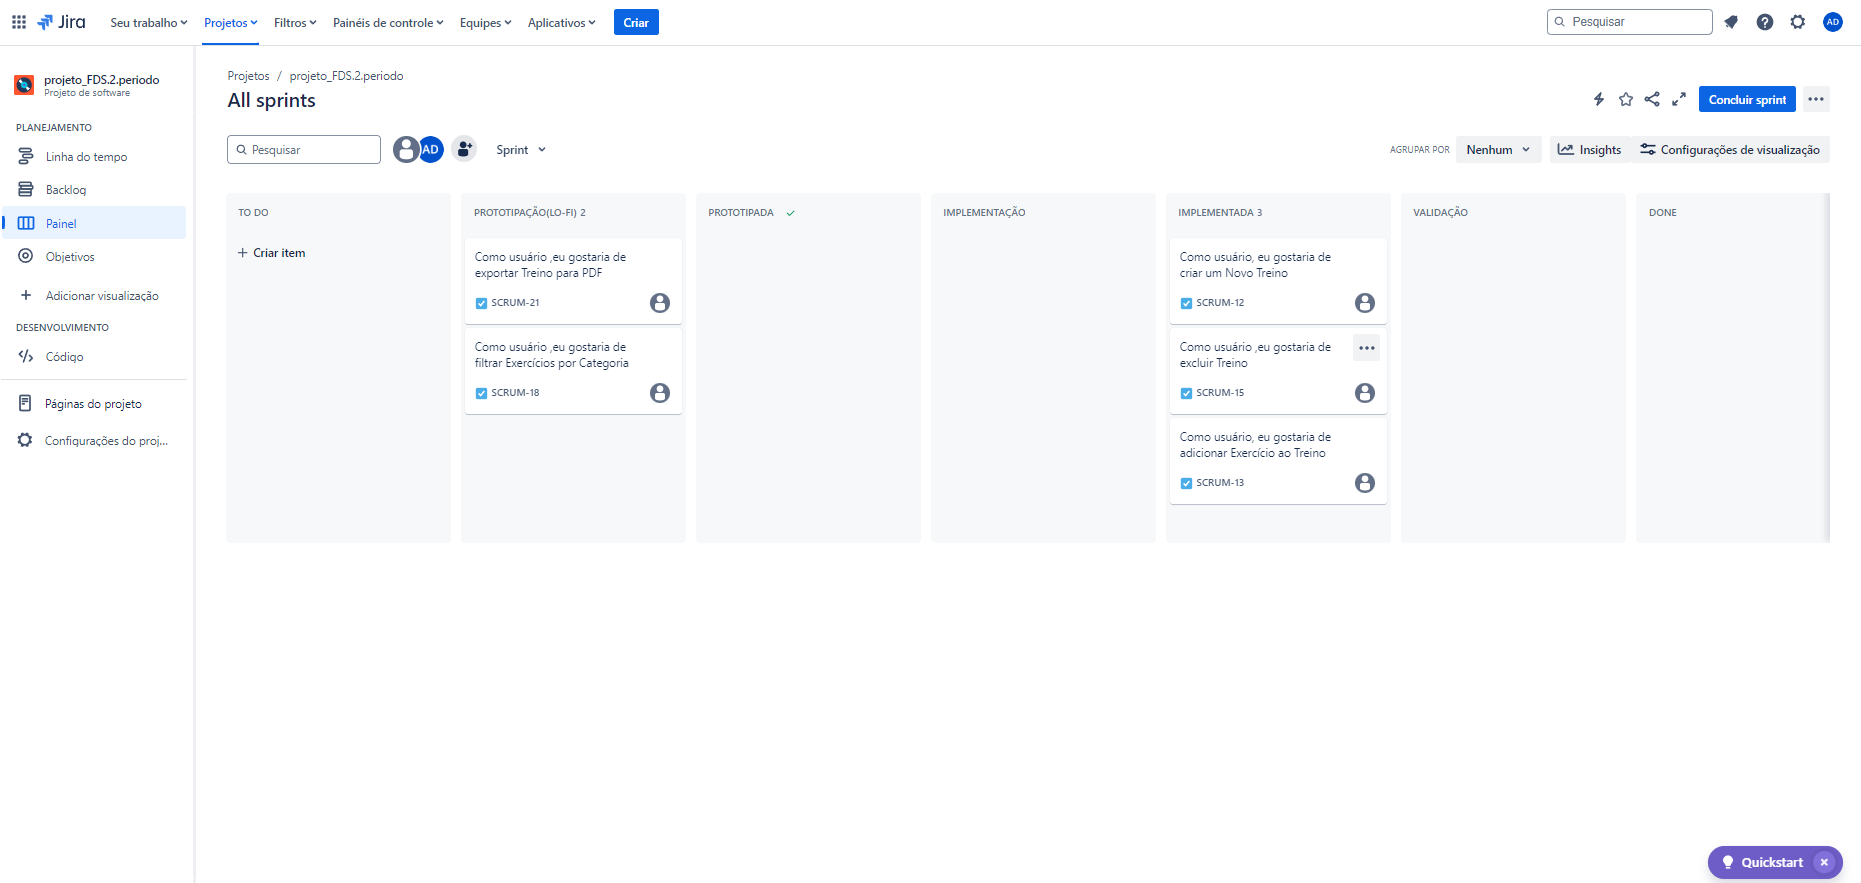 Jira
Seu trabalho
Projetos
Filtros
Painéis de controle
Equipes
Aplicativos
Criar
Pesquisar
AD
projeto_FDS.2.periodo
Projeto de software
PLANEJAMENTO
Linha do tempo
Backlog
Painel
Objetivos
Adicionar visualização
DESENVOLVIMENTO
Código
Páginas do projeto
Configurações do proj...
Projetos / projeto_FDS.2.periodo
All sprints
Concluir sprint
Pesquisar
AD
Sprint
AGRUPAR POR
Nenhum
Insights
Configurações de visualização
TO DO
Criar item
PROTOTIPAÇÃO(LO-FI) 2
Como usuário ,eu gostaria de
exportar Treino para PDF
SCRUM-21
Como usuário ,eu gostaria de
filtrar Exercícios por Categoria
SCRUM-18
PROTOTIPADA
IMPLEMENTAÇÃO
IMPLEMENTADA 3
Como usuário, eu gostaria de
criar um Novo Treino
SCRUM-12
Como usuário ,eu gostaria de
excluir Treino
SCRUM-15
Como usuário, eu gostaria de
adicionar Exercício ao Treino
SCRUM-13
VALIDAÇÃO
DONE
Quickstart